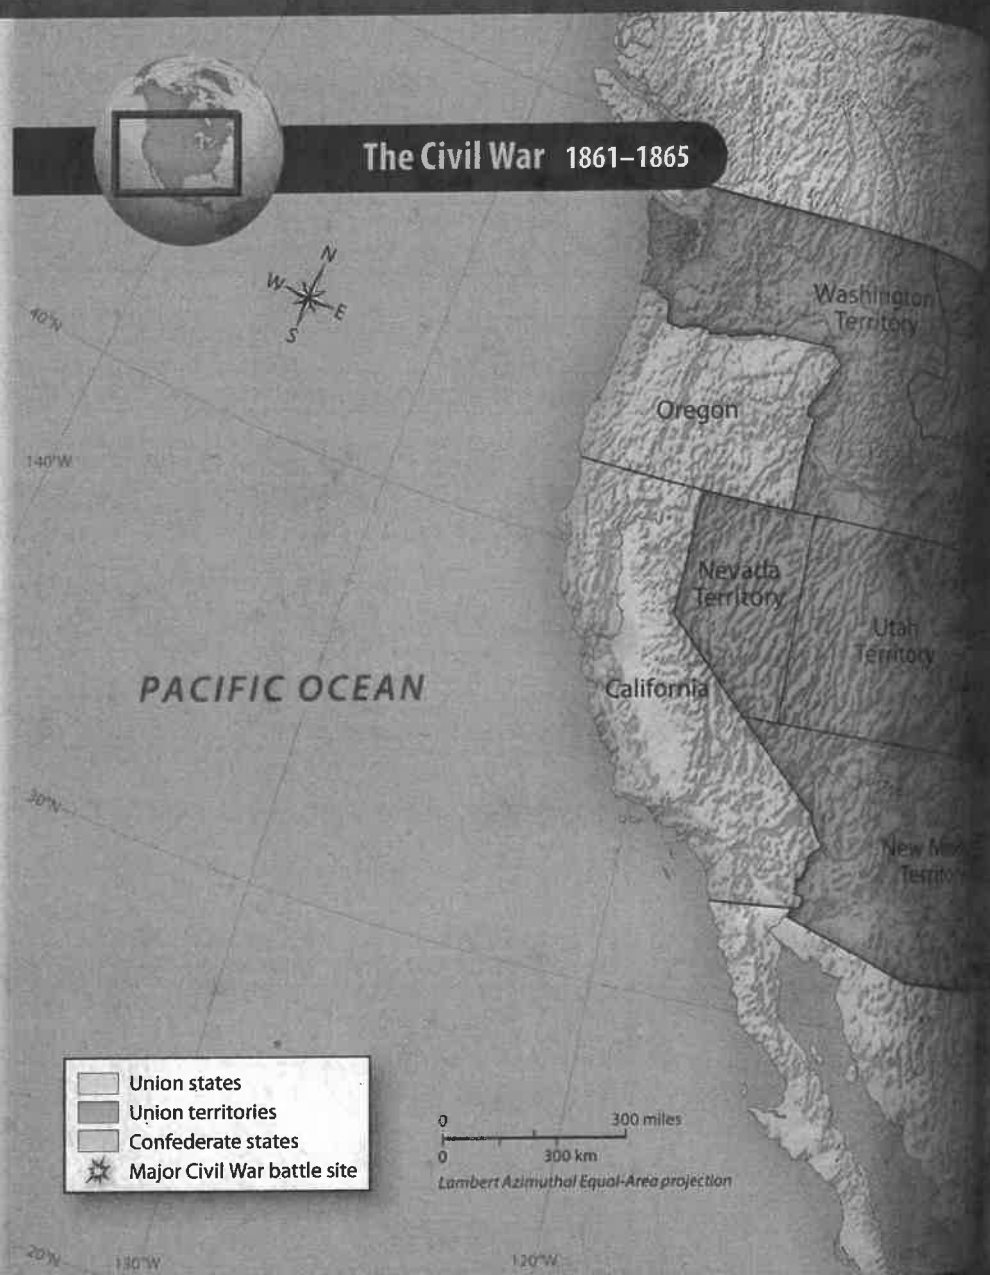 The Civil War 1861–1865
N
W
E
S
40°N
140°W
Washington
Territory
Oregon
Nevada
Territory
Utah
Territory
PACIFIC OCEAN
California
30°N
New
Union states
Union territories
Confederate states
Major Civil War battle site
0 300 miles
0 300 km
Lambert Azimuthal Equal-Area projection
20°N
130°W
120°W